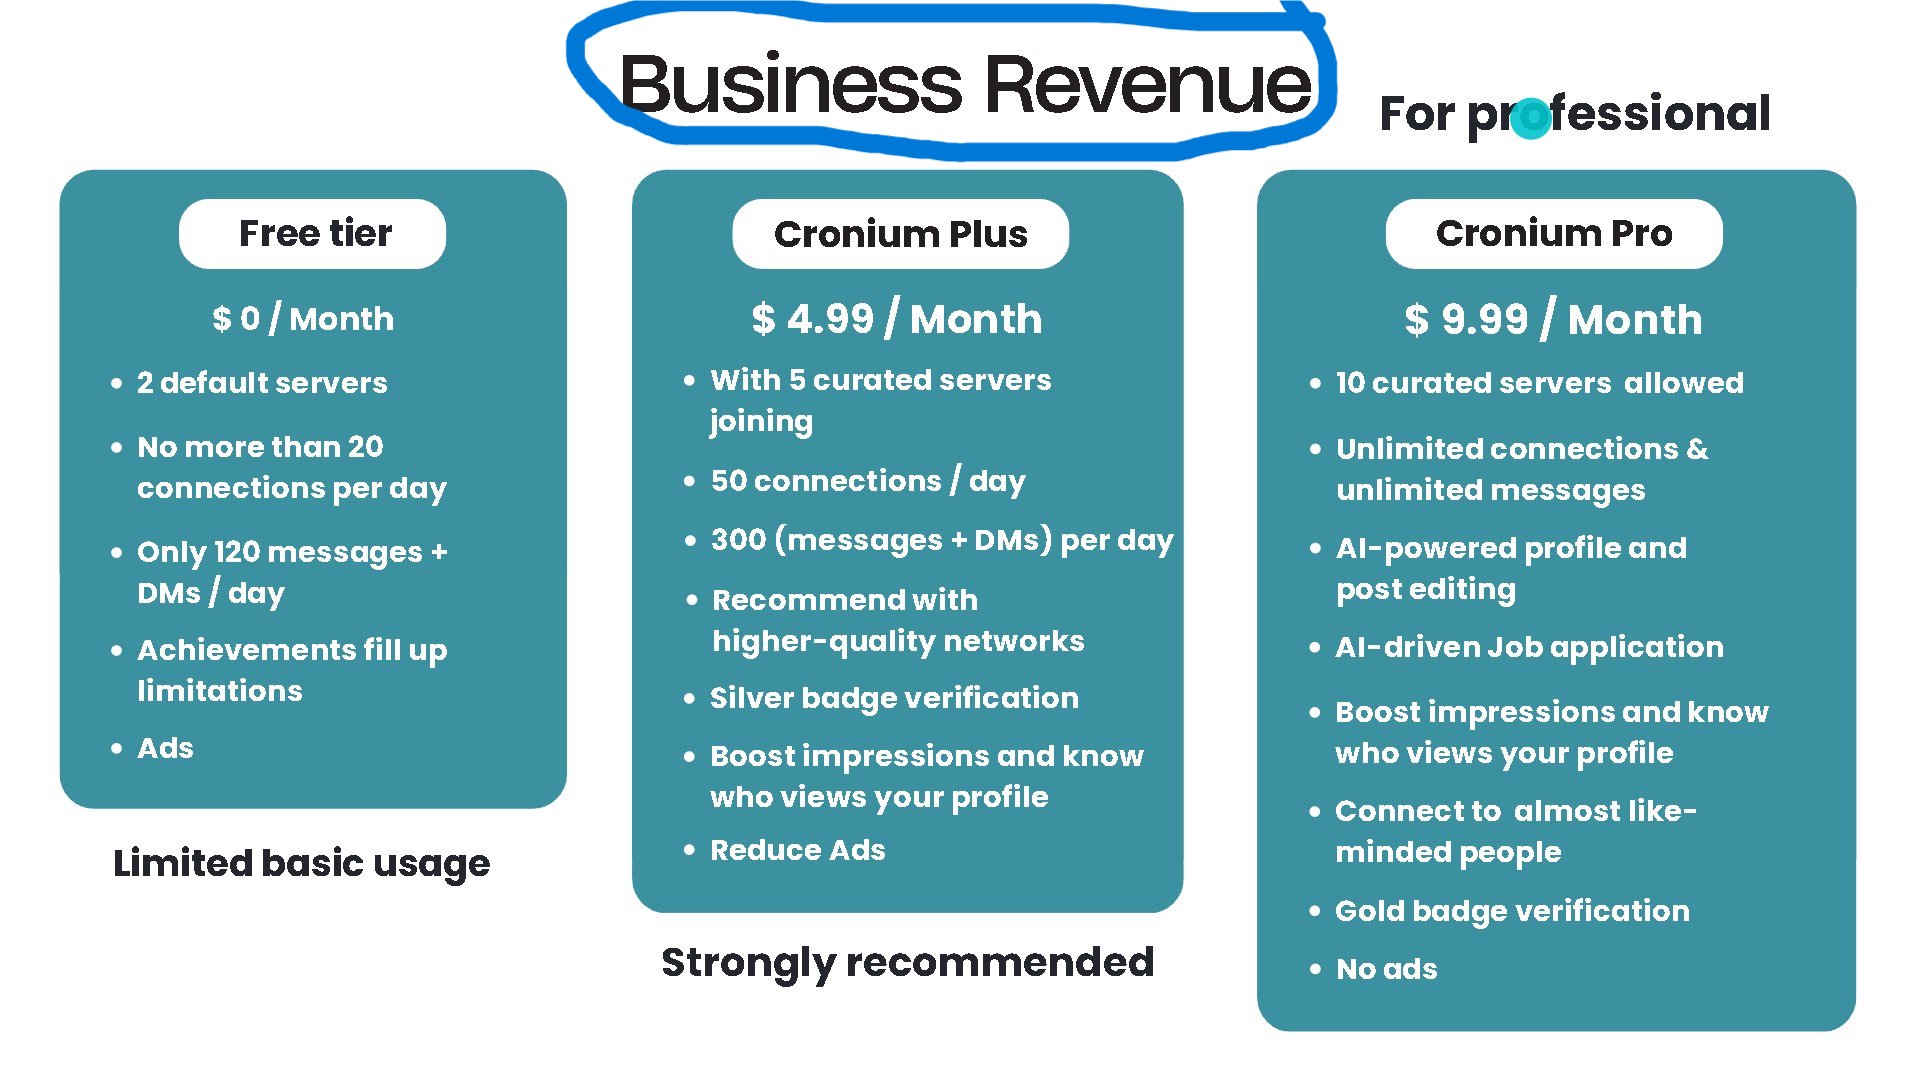 Business Revenue
For professional
Free tier
$ 0 / Month
• 2 default servers
• No more than 20
connections per day
• Only 120 messages +
DMs / day
• Achievements fill up
limitations
• Ads
Limited basic usage
Cronium Plus
$ 4.99 / Month
• With 5 curated servers
joining
• 50 connections / day
• 300 (messages + DMs) per day
• Recommend with
higher-quality networks
• Silver badge verification
• Boost impressions and know
who views your profile
• Reduce Ads
Strongly recommended
Cronium Pro
$ 9.99 / Month
• 10 curated servers allowed
• Unlimited connections &
unlimited messages
• AI-powered profile and
post editing
• AI-driven Job application
• Boost impressions and know
who views your profile
• Connect to almost like-
minded people
• Gold badge verification
• No ads